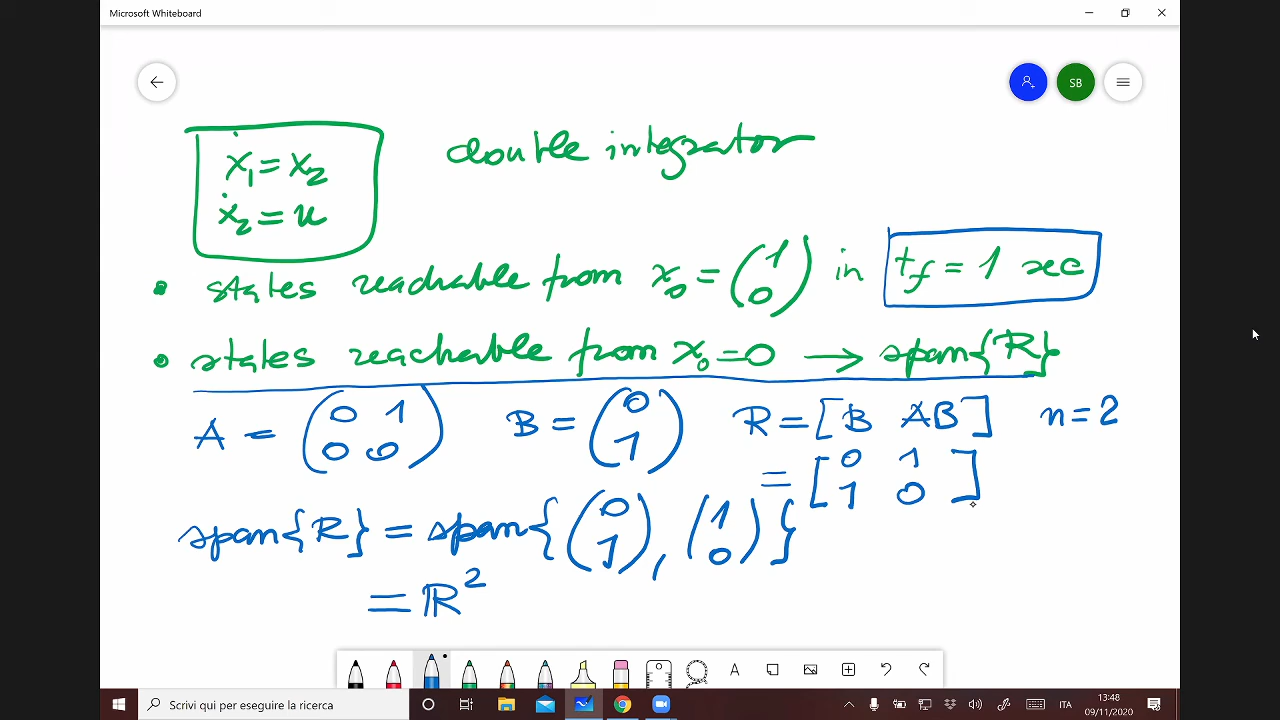 Microsoft Whiteboard
SB
ẋ₁ = x₂
double integrator
ẋ₂ = u
• states reachable from x₀ = (1 0) in t_f = 1 sec
• states reachable from x₀ = 0 → span{R}
A = (0 1 0 0) B = (0 1) R = [B AB] n = 2
= [0 1 1 0]
span{R} = span{(0 1), (1 0)}
= ℝ²
A
Scrivi qui per eseguire la ricerca
ITA
13:48
09/11/2020